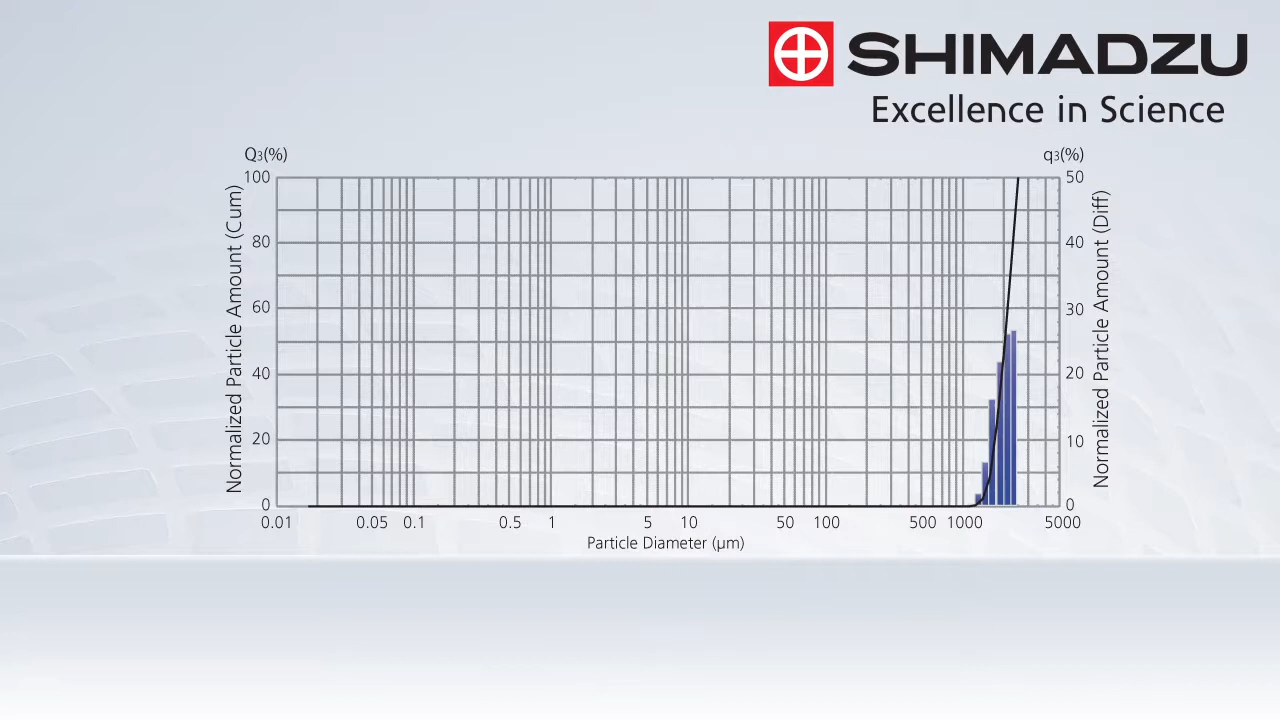 SHIMADZU
Excellence in Science
Q3(%)
q3(%)
Normalized Particle Amount (Cum)
100
80
60
40
20
0
50
40
30
20
10
0
Normalized Particle Amount (Diff)
0.01 0.05 0.1 0.5 1 5 10 50 100 500 1000 5000
Particle Diameter (µm)